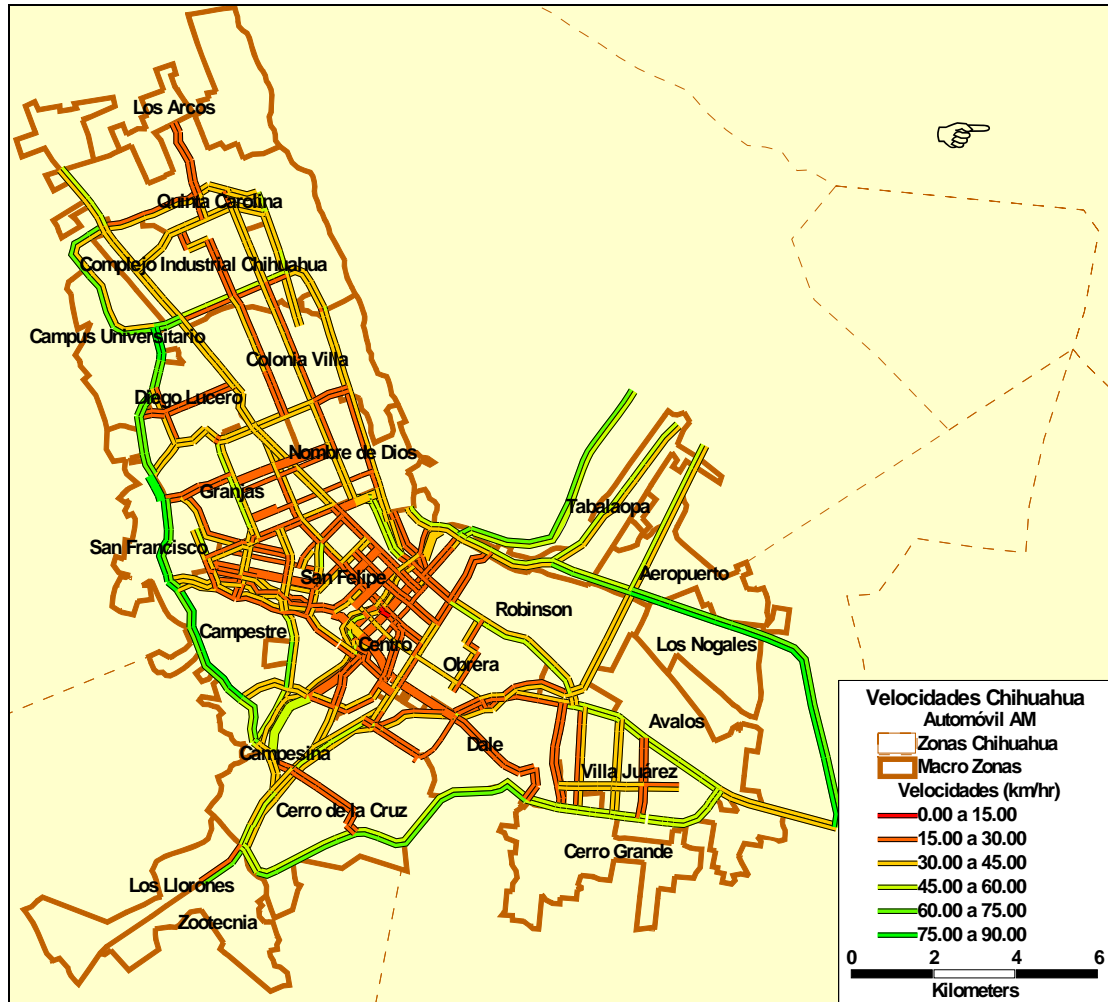 Los Arcos
Quinta Carolina
Complejo Industrial Chihuahua
Campus Universitario
Colonia Villa
Diego Lucero
Nombre de Dios
Granjas
Tabalaopa
San Francisco
San Felipe
Aeropuerto
Robinson
Campestre
Centro
Los Nogales
Obrera
Avalos
Dale
Campesina
Villa Juárez
Cerro de la Cruz
Cerro Grande
Los Llorones
Zootecnia
Velocidades Chihuahua
Automóvil AM
Zonas Chihuahua
Macro Zonas
Velocidades (km/hr)
0.00 a 15.00
15.00 a 30.00
30.00 a 45.00
45.00 a 60.00
60.00 a 75.00
75.00 a 90.00
0 2 4 6
Kilometers